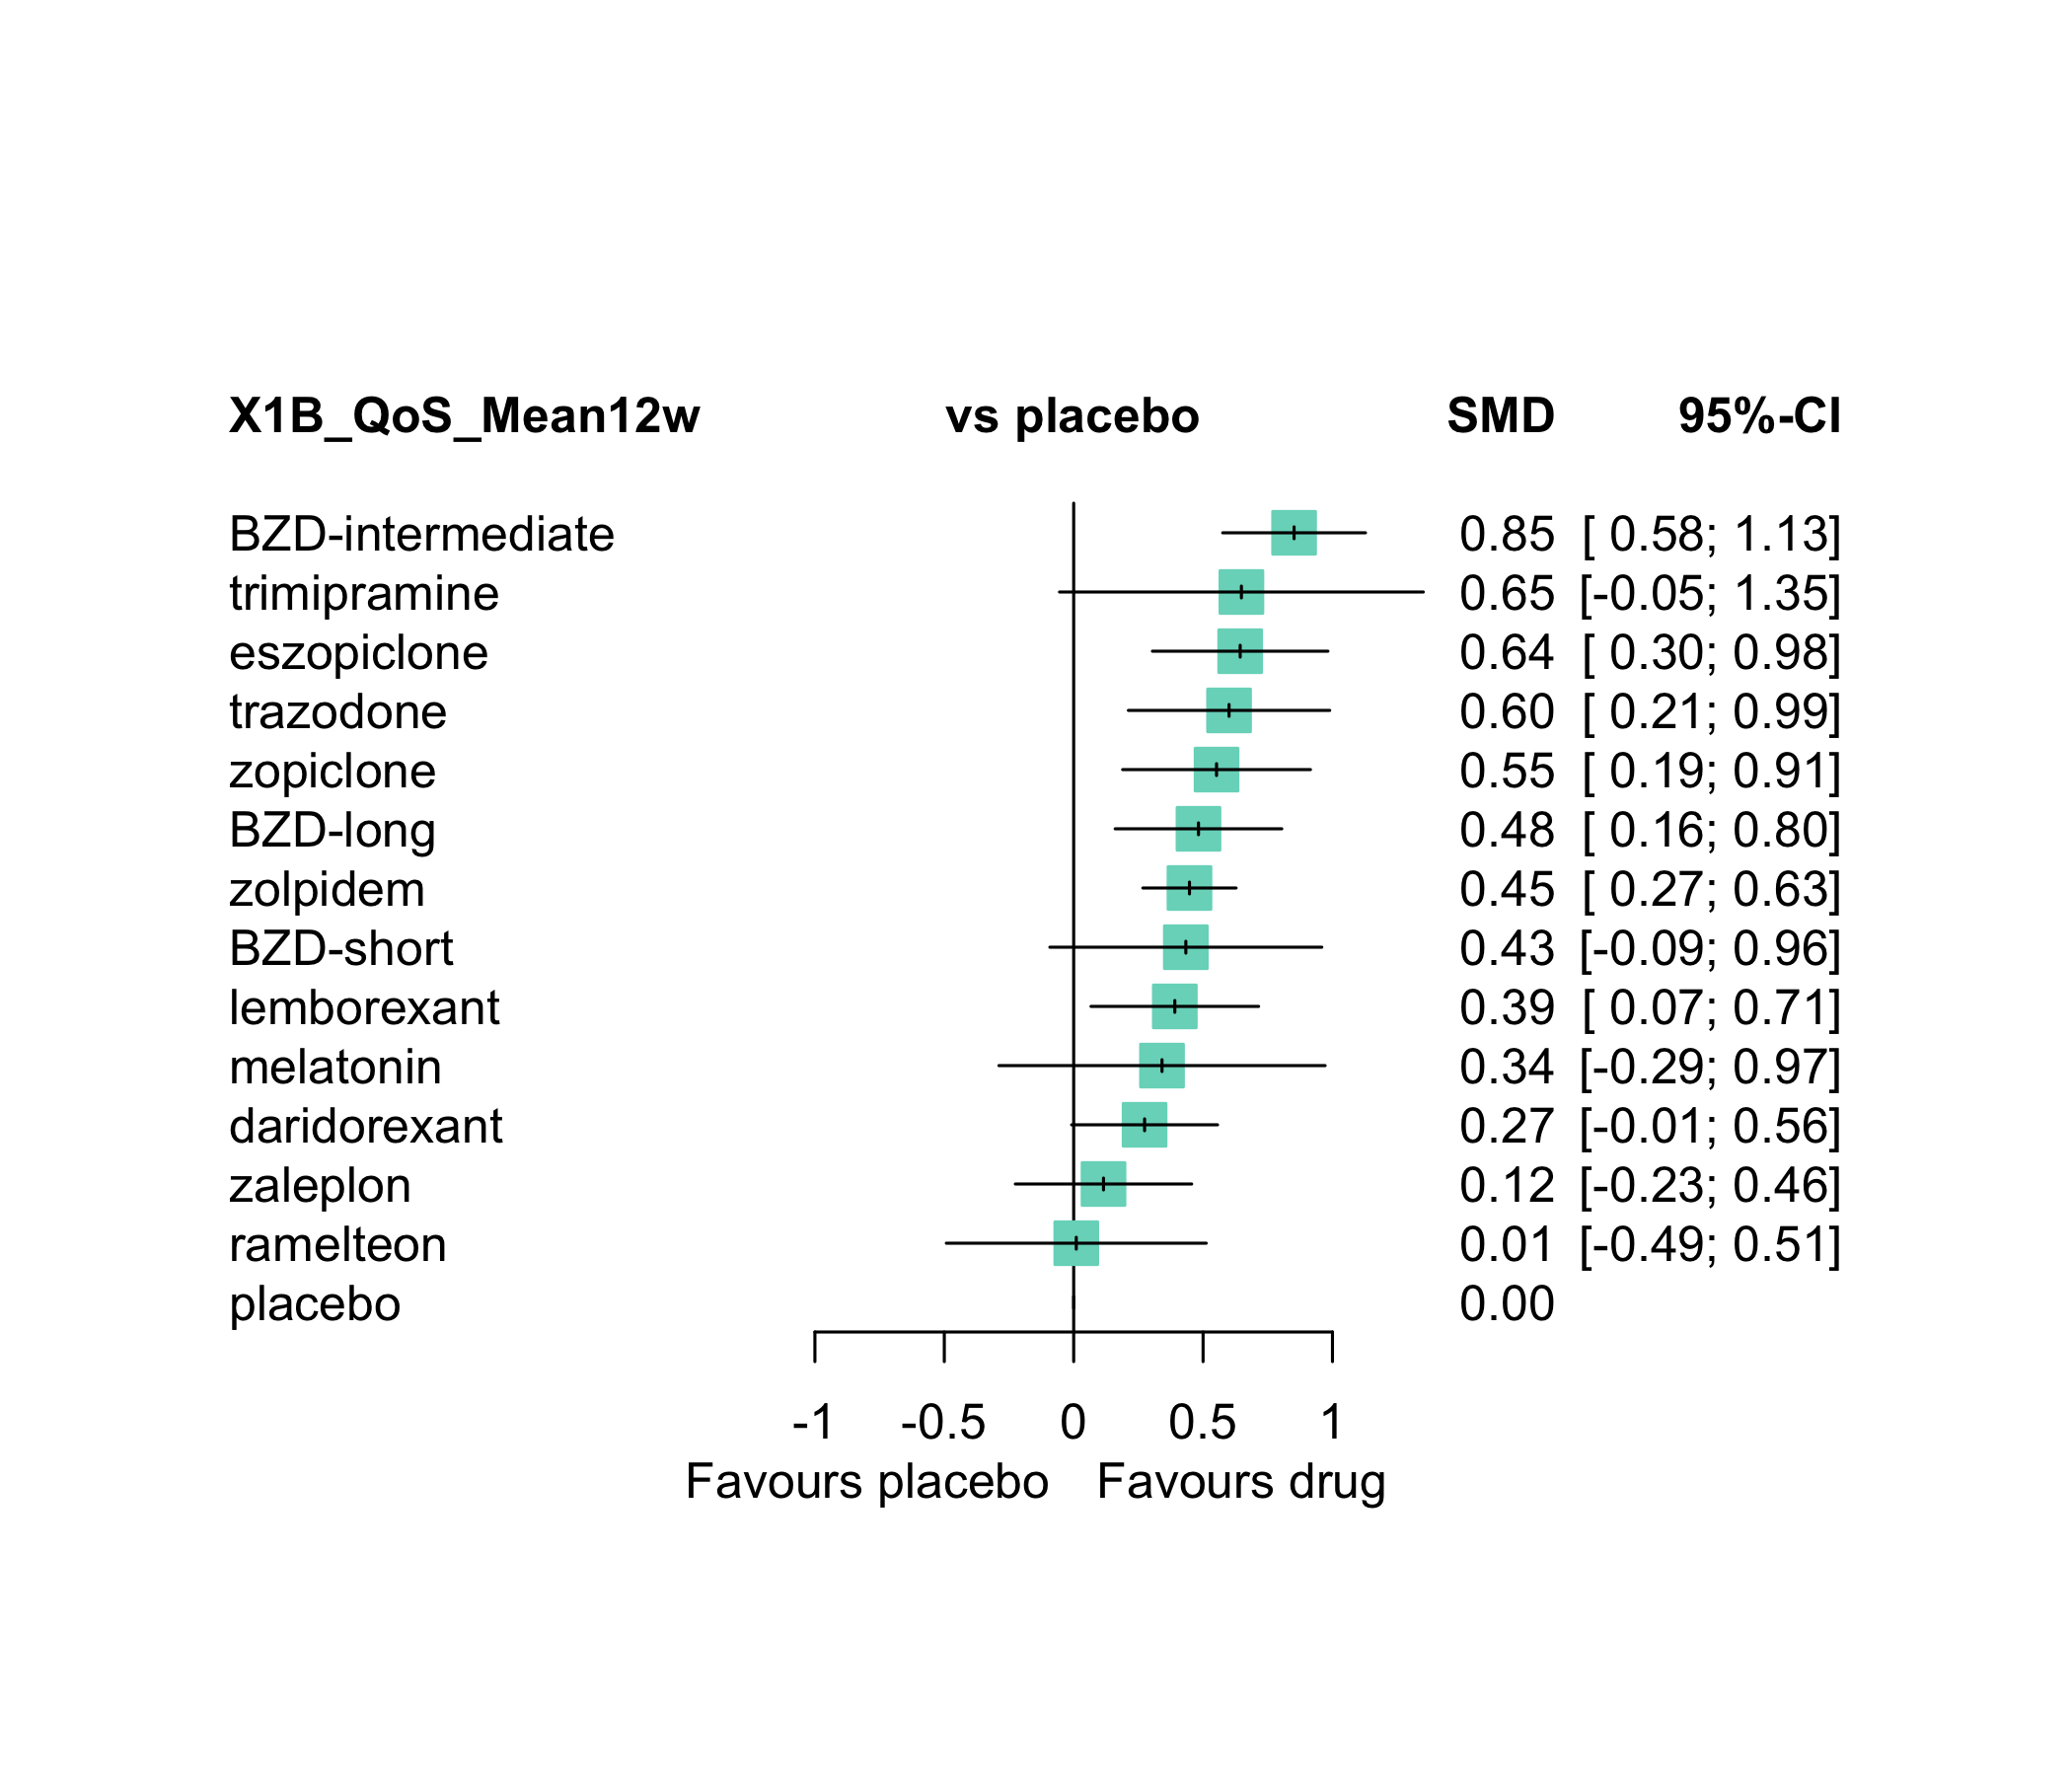 X1B_QoS_Mean12w vs placebo SMD 95%-CI
BZD-intermediate 0.85 [ 0.58; 1.13]
trimipramine 0.65 [-0.05; 1.35]
eszopiclone 0.64 [ 0.30; 0.98]
trazodone 0.60 [ 0.21; 0.99]
zopiclone 0.55 [ 0.19; 0.91]
BZD-long 0.48 [ 0.16; 0.80]
zolpidem 0.45 [ 0.27; 0.63]
BZD-short 0.43 [-0.09; 0.96]
lemborexant 0.39 [ 0.07; 0.71]
melatonin 0.34 [-0.29; 0.97]
daridorexant 0.27 [-0.01; 0.56]
zaleplon 0.12 [-0.23; 0.46]
ramelteon 0.01 [-0.49; 0.51]
placebo 0.00
-1 -0.5 0 0.5 1
Favours placebo Favours drug